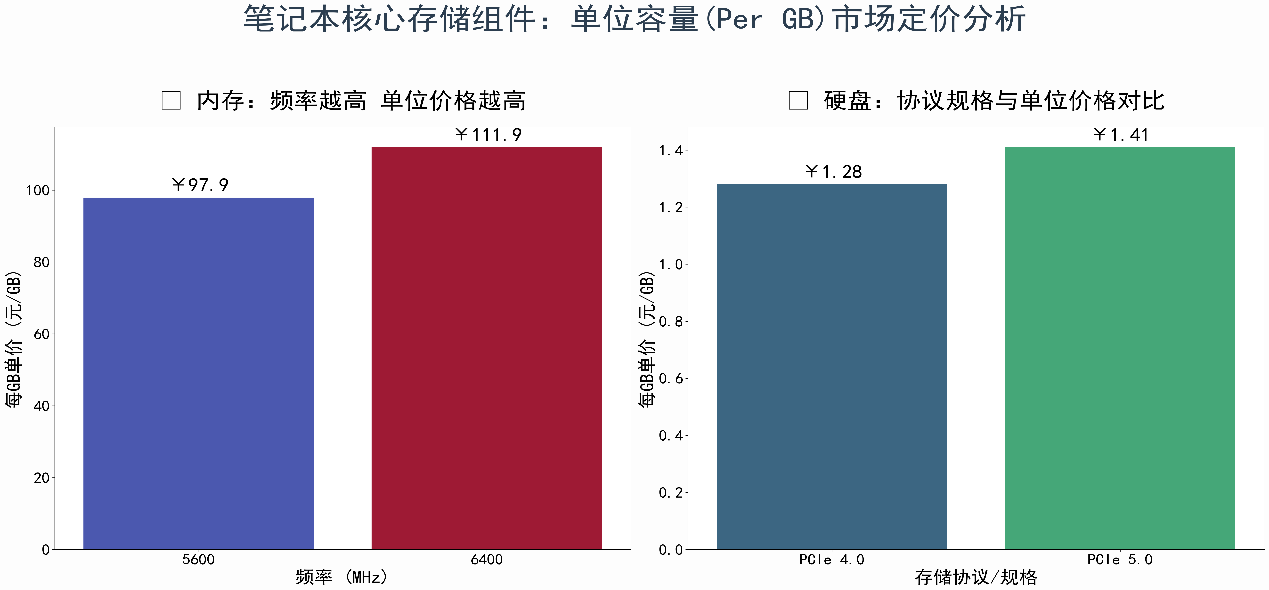 笔记本核心存储组件：单位容量(Per GB)市场定价分析
□ 内存：频率越高 单位价格越高
¥111.9
¥97.9
100
80
60
40
20
0
每GB单价 (元/GB)
5600
6400
频率 (MHz)
□ 硬盘：协议规格与单位价格对比
¥1.41
¥1.28
1.4
1.2
1.0
0.8
0.6
0.4
0.2
0.0
每GB单价 (元/GB)
PCIe 4.0
PCIe 5.0
存储协议/规格